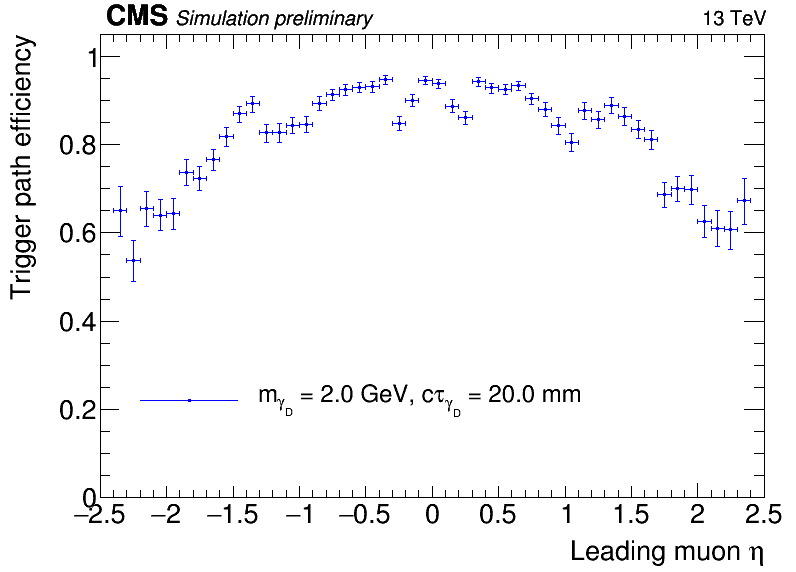 CMS Simulation preliminary 13 TeV
Trigger path efficiency
1
0.8
0.6
0.4
0.2
0
m_γ_D = 2.0 GeV, cτ_γ_D = 20.0 mm
−2.5 −2 −1.5 −1 −0.5 0 0.5 1 1.5 2 2.5
Leading muon η